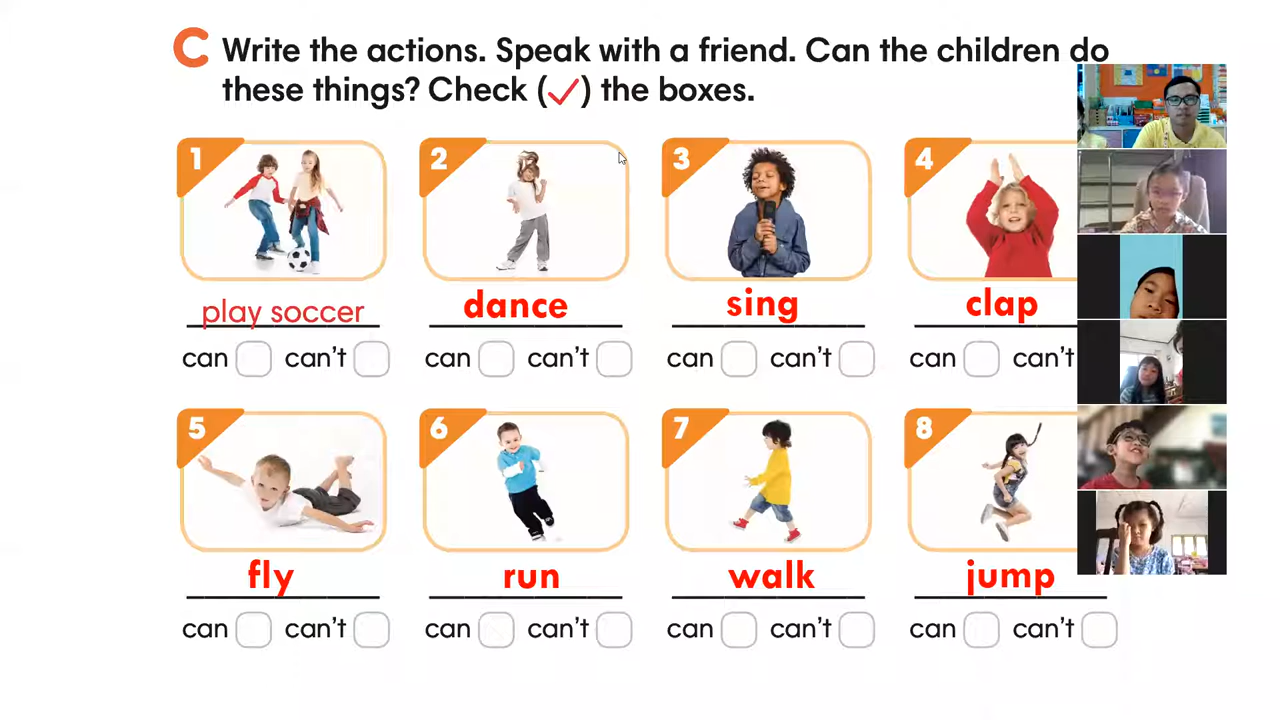 C Write the actions. Speak with a friend. Can the children do
these things? Check (✓) the boxes.
1 2 3 4
play soccer dance sing clap
can can't can can't can can't can can't
5 6 7 8
fly run walk jump
can can't can can't can can't can can't